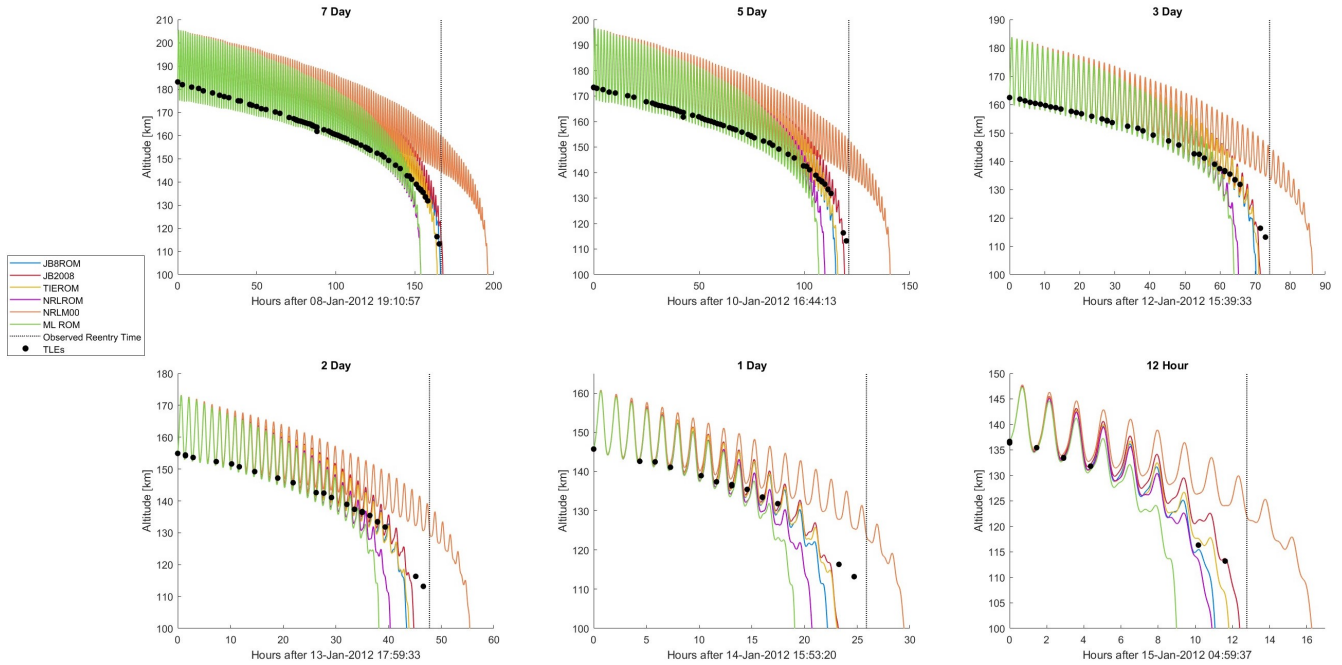 7 Day
210
200
190
180
170
160
150
140
130
120
110
100
Altitude [km]
0 50 100 150 200
Hours after 08-Jan-2012 19:10:57
5 Day
200
190
180
170
160
150
140
130
120
110
100
Altitude [km]
0 50 100 150
Hours after 10-Jan-2012 16:44:13
3 Day
190
180
170
160
150
140
130
120
110
100
Altitude [km]
0 10 20 30 40 50 60 70 80 90
Hours after 12-Jan-2012 15:39:33
JB8ROM
JB2008
TIEROM
NRLROM
NRLM00
ML ROM
Observed Reentry Time
TLEs
2 Day
180
170
160
150
140
130
120
110
100
Altitude [km]
0 10 20 30 40 50 60
Hours after 13-Jan-2012 17:59:33
1 Day
160
150
140
130
120
110
100
Altitude [km]
0 5 10 15 20 25 30
Hours after 14-Jan-2012 15:53:20
12 Hour
150
145
140
135
130
125
120
115
110
105
100
Altitude [km]
0 2 4 6 8 10 12 14 16
Hours after 15-Jan-2012 04:59:37